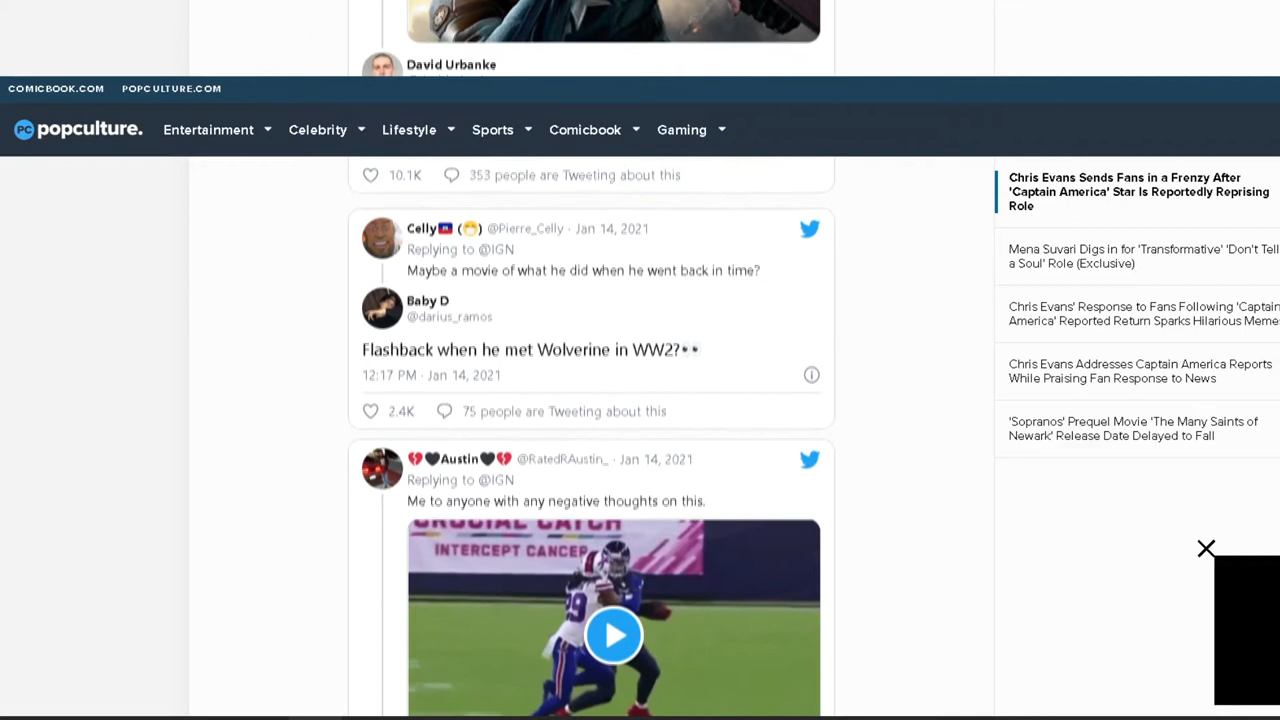 David Urbanke
COMICBOOK.COM POPCULTURE.COM
PC popculture. Entertainment Celebrity Lifestyle Sports Comicbook Gaming
10.1K 353 people are Tweeting about this
Celly🇭🇹 (😷) @Pierre_Celly · Jan 14, 2021
Replying to @IGN
Maybe a movie of what he did when he went back in time?
Baby D
@darius_ramos
Flashback when he met Wolverine in WW2?👀
12:17 PM · Jan 14, 2021
2.4K 75 people are Tweeting about this
💔🖤Austin🖤💔 @RatedRAustin_ · Jan 14, 2021
Replying to @IGN
Me to anyone with any negative thoughts on this.
CRUCIAL CATCH
INTERCEPT CANCER
29
Chris Evans Sends Fans in a Frenzy After
'Captain America' Star Is Reportedly Reprising
Role
Mena Suvari Digs in for 'Transformative' 'Don't Tell
a Soul' Role (Exclusive)
Chris Evans' Response to Fans Following 'Captain
America' Reported Return Sparks Hilarious Meme
Chris Evans Addresses Captain America Reports
While Praising Fan Response to News
'Sopranos' Prequel Movie 'The Many Saints of
Newark' Release Date Delayed to Fall